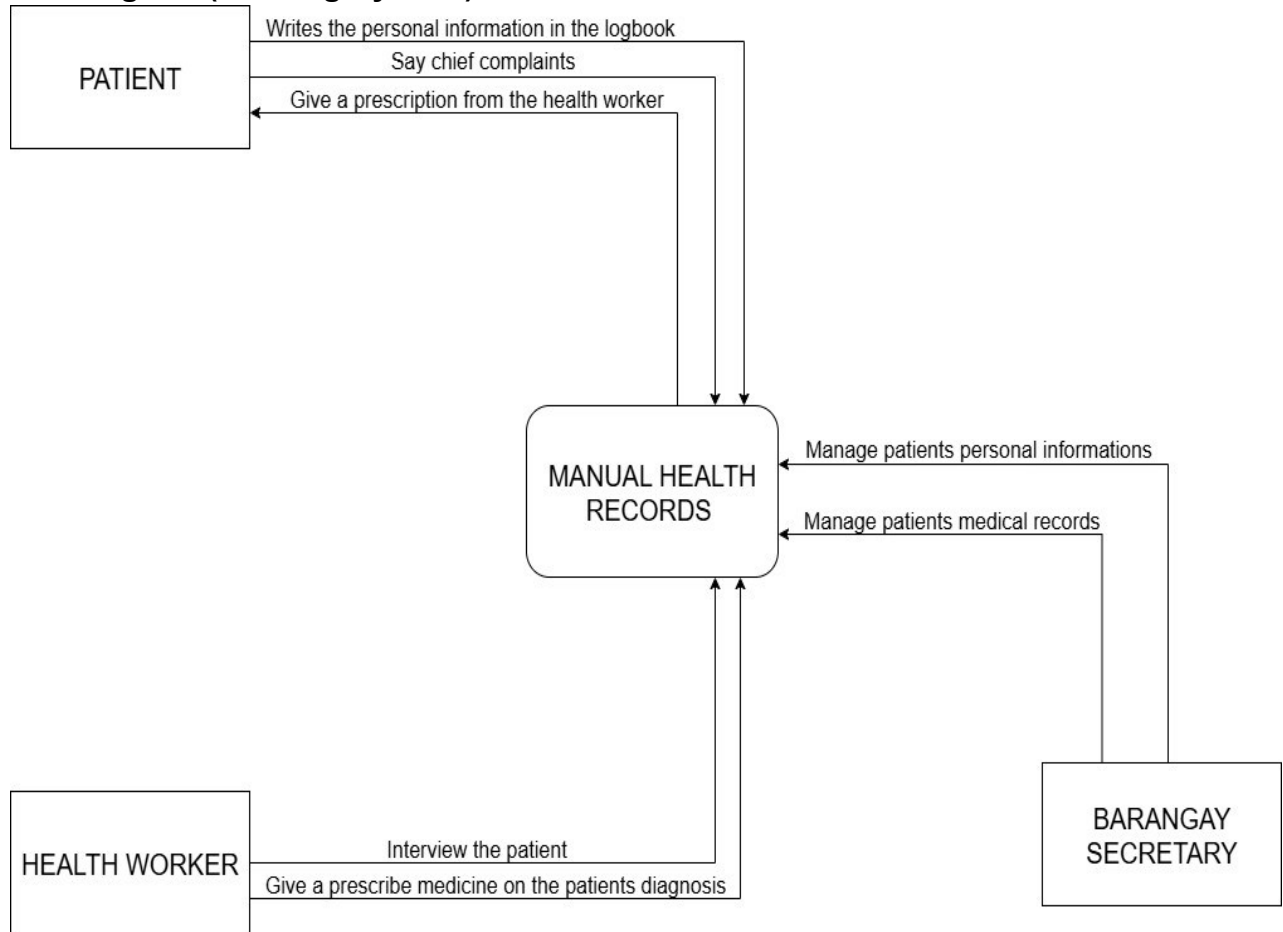 PATIENT
Writes the personal information in the logbook
Say chief complaints
Give a prescription from the health worker
MANUAL HEALTH
RECORDS
Manage patients personal informations
Manage patients medical records
HEALTH WORKER
Interview the patient
Give a prescribe medicine on the patients diagnosis
BARANGAY
SECRETARY